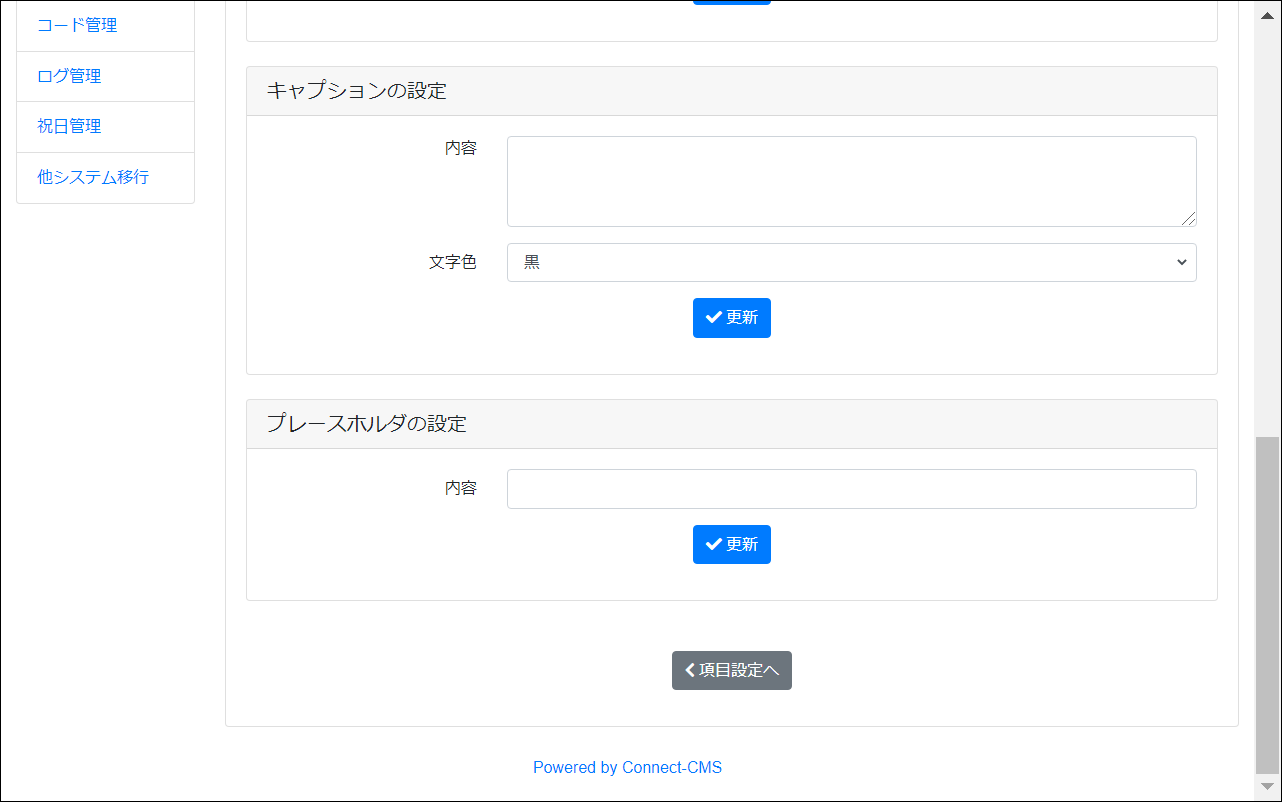 コード管理
ログ管理
祝日管理
他システム移行
キャプションの設定
内容
文字色
黒
更新
プレースホルダの設定
内容
更新
項目設定へ
Powered by Connect-CMS